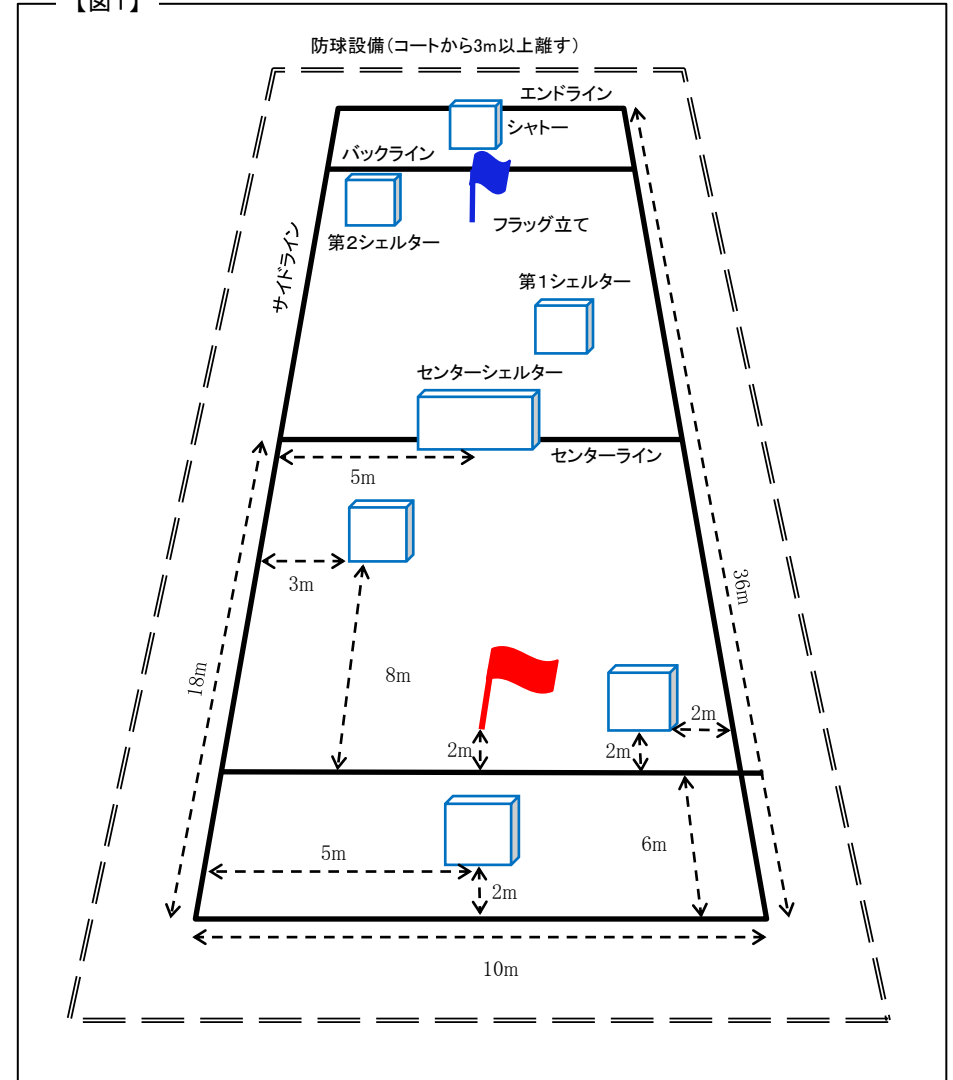 【図1】
防球設備(コートから3m以上離す)
エンドライン
シャトー
バックライン
第2シェルター
フラッグ立て
サイドライン
第1シェルター
センターシェルター
センターライン
5m
3m
36m
8m
18m
2m
2m
2m
6m
5m
2m
10m